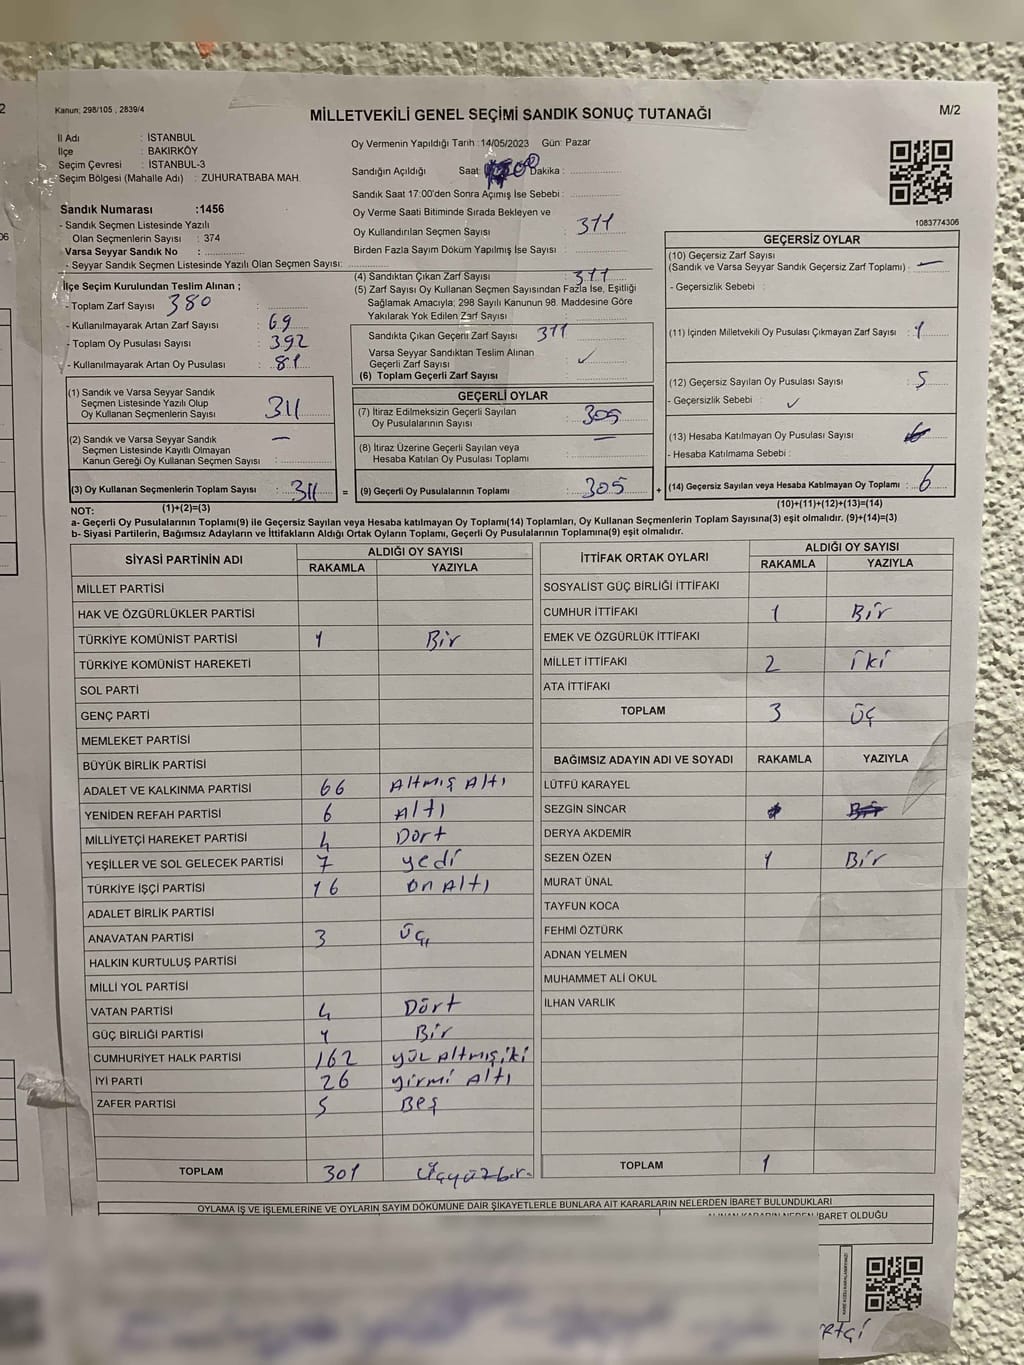 Kanun; 298/105 , 2839/4
MİLLETVEKİLİ GENEL SEÇİMİ SANDIK SONUÇ TUTANAĞI
M/2
İl Adı : İSTANBUL
İlçe : BAKIRKÖY
Seçim Çevresi : İSTANBUL-3
Seçim Bölgesi (Mahalle Adı) : ZUHURATBABA MAH.
Sandık Numarası :1456
- Sandık Seçmen Listesinde Yazılı
Olan Seçmenlerin Sayısı : 374
Varsa Seyyar Sandık No :
- Seyyar Sandık Seçmen Listesinde Yazılı Olan Seçmen Sayısı:
İlçe Seçim Kurulundan Teslim Alınan ;
- Toplam Zarf Sayısı 380
- Kullanılmayarak Artan Zarf Sayısı : 69
- Toplam Oy Pusulası Sayısı : 392
- Kullanılmayarak Artan Oy Pusulası : 81
(1) Sandık ve Varsa Seyyar Sandık
Seçmen Listesinde Yazılı Olup
Oy Kullanan Seçmenlerin Sayısı : 311
(2) Sandık ve Varsa Seyyar Sandık
Seçmen Listesinde Kayıtlı Olmayan
Kanun Gereği Oy Kullanan Seçmen Sayısı : —
(3) Oy Kullanan Seçmenlerin Toplam Sayısı : 311 =
(1)+(2)=(3)
Oy Vermenin Yapıldığı Tarih : 14/05/2023 Gün: Pazar
Sandığın Açıldığı Saat : Dakika :
Sandık Saat 17:00'den Sonra Açımış İse Sebebi :
Oy Verme Saati Bitiminde Sırada Bekleyen ve
Oy Kullandırılan Seçmen Sayısı : 311
Birden Fazla Sayım Döküm Yapılmış İse Sayısı :
(4) Sandıktan Çıkan Zarf Sayısı : 311
(5) Zarf Sayısı Oy Kullanan Seçmen Sayısından Fazla İse, Eşitliği
Sağlamak Amacıyla; 298 Sayılı Kanunun 98. Maddesine Göre
Yakılarak Yok Edilen Zarf Sayısı :
Sandıkta Çıkan Geçerli Zarf Sayısı : 311
Varsa Seyyar Sandıktan Teslim Alınan
Geçerli Zarf Sayısı : ✓
(6) Toplam Geçerli Zarf Sayısı :
GEÇERLİ OYLAR
(7) İtiraz Edilmeksizin Geçerli Sayılan
Oy Pusulalarının Sayısı : 305
(8) İtiraz Üzerine Geçerli Sayılan veya
Hesaba Katılan Oy Pusulası Toplamı : —
(9) Geçerli Oy Pusulalarının Toplamı : 305 +
1083774306
GEÇERSİZ OYLAR
(10) Geçersiz Zarf Sayısı
(Sandık ve Varsa Seyyar Sandık Geçersiz Zarf Toplamı) : —
- Geçersizlik Sebebi :
(11) İçinden Milletvekili Oy Pusulası Çıkmayan Zarf Sayısı : 1
(12) Geçersiz Sayılan Oy Pusulası Sayısı : 5
- Geçersizlik Sebebi : ✓
(13) Hesaba Katılmayan Oy Pusulası Sayısı :
- Hesaba Katılmama Sebebi :
(14) Geçersiz Sayılan veya Hesaba Katılmayan Oy Toplamı : 6
(10)+(11)+(12)+(13)=(14)
NOT:
a- Geçerli Oy Pusulalarının Toplamı(9) ile Geçersiz Sayılan veya Hesaba katılmayan Oy Toplamı(14) Toplamları, Oy Kullanan Seçmenlerin Toplam Sayısına(3) eşit olmalıdır. (9)+(14)=(3)
b- Siyasi Partilerin, Bağımsız Adayların ve İttifakların Aldığı Ortak Oyların Toplamı, Geçerli Oy Pusulalarının Toplamına(9) eşit olmalıdır.
SİYASİ PARTİNİN ADI ALDIĞI OY SAYISI
RAKAMLA YAZIYLA
MİLLET PARTİSİ
HAK VE ÖZGÜRLÜKLER PARTİSİ
TÜRKİYE KOMÜNİST PARTİSİ 1 Bir
TÜRKİYE KOMÜNİST HAREKETİ
SOL PARTİ
GENÇ PARTİ
MEMLEKET PARTİSİ
BÜYÜK BİRLİK PARTİSİ
ADALET VE KALKINMA PARTİSİ 66 Altmış Altı
YENİDEN REFAH PARTİSİ 6 Altı
MİLLİYETÇİ HAREKET PARTİSİ 4 Dört
YEŞİLLER VE SOL GELECEK PARTİSİ 7 yedi
TÜRKİYE İŞÇİ PARTİSİ 16 on Altı
ADALET BİRLİK PARTİSİ
ANAVATAN PARTİSİ 3 üç
HALKIN KURTULUŞ PARTİSİ
MİLLİ YOL PARTİSİ
VATAN PARTİSİ 4 Dört
GÜÇ BİRLİĞİ PARTİSİ 1 Bir
CUMHURİYET HALK PARTİSİ 162 yüz Altmış iki
İYİ PARTİ 26 yirmi Altı
ZAFER PARTİSİ 5 Beş
TOPLAM 301 Üçyüzbir
İTTİFAK ORTAK OYLARI ALDIĞI OY SAYISI
RAKAMLA YAZIYLA
SOSYALİST GÜÇ BİRLİĞİ İTTİFAKI
CUMHUR İTTİFAKI 1 Bir
EMEK VE ÖZGÜRLÜK İTTİFAKI
MİLLET İTTİFAKI 2 iki
ATA İTTİFAKI
TOPLAM 3 üç
BAĞIMSIZ ADAYIN ADI VE SOYADI RAKAMLA YAZIYLA
LÜTFÜ KARAYEL
SEZGİN SİNCAR
DERYA AKDEMİR
SEZEN ÖZEN 1 Bir
MURAT ÜNAL
TAYFUN KOCA
FEHMİ ÖZTÜRK
ADNAN YELMEN
MUHAMMET ALİ OKUL
İLHAN VARLIK
TOPLAM 1
OYLAMA İŞ VE İŞLEMLERİNE VE OYLARIN SAYIM DÖKÜMÜNE DAİR ŞİKAYETLERLE BUNLARA AİT KARARLARIN NELERDEN İBARET BULUNDUKLARI
ALINAN KARARIN NEDEN İBARET OLDUĞU